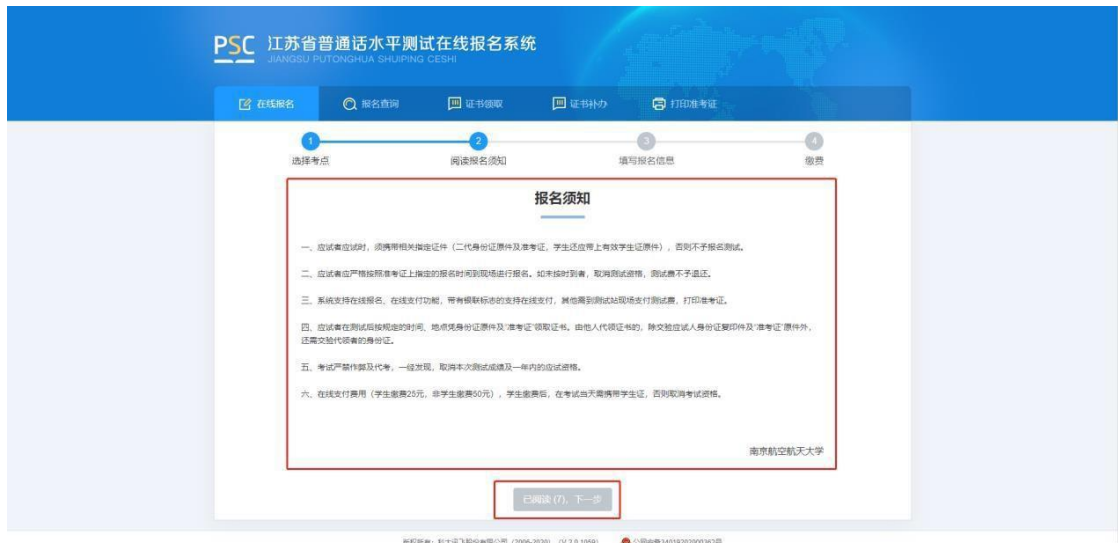 PSC 江苏省普通话水平测试在线报名系统
JIANGSU PUTONGHUA SHUIPING CESHI
在线报名 报名查询 证书领取 证书补办 打印准考证
1 2 3 4
选择考点 阅读报名须知 填写报名信息 缴费
报名须知
一、应试者应试时，须携带相关指定证件（二代身份证原件及准考证，学生还应带上有效学生证原件），否则不予报名测试。
二、应试者应严格按照准考证上指定的报名时间到现场进行报名。如未按时到者，取消测试资格，测试费不予退还。
三、系统支持在线报名、在线支付功能，带有银联标志的支持在线支付，其他需到测试站现场支付测试费，打印准考证。
四、应试者在测试后按规定的时间、地点凭身份证原件及“准考证”领取证书。由他人代领证书的，除交验应试人身份证复印件及“准考证”原件外，
还需交验代领者的身份证。
五、考试严禁作弊及代考，一经发现，取消本次测试成绩及一年内的应试资格。
六、在线支付费用（学生缴费25元，非学生缴费50元），学生缴费后，在考试当天需携带学生证，否则取消考试资格。
南京航空航天大学
已阅读 (7)，下一步
版权所有：科大讯飞股份有限公司 (2006-2020) (V 2.0.1059)